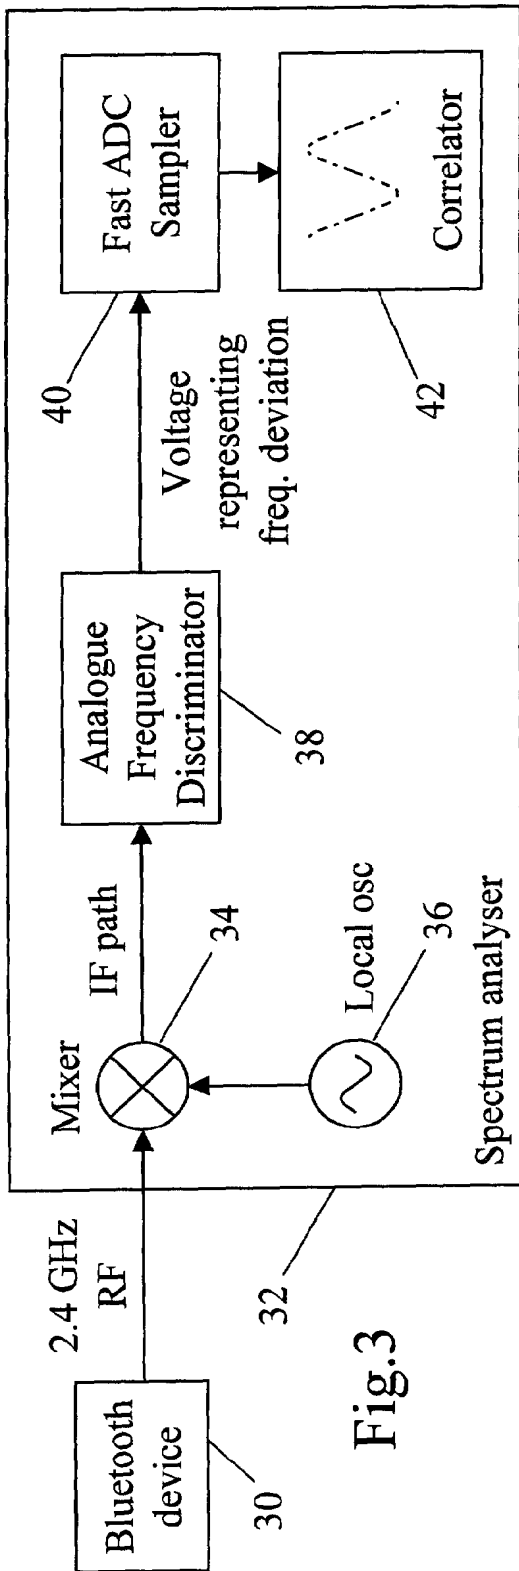 Bluetooth
device
30
2.4 GHz
RF
Mixer
34
IF path
Local osc
36
Analogue
Frequency
Discriminator
38
Voltage
representing
freq. deviation
40
Fast ADC
Sampler
Correlator
42
Spectrum analyser
32
Fig.3